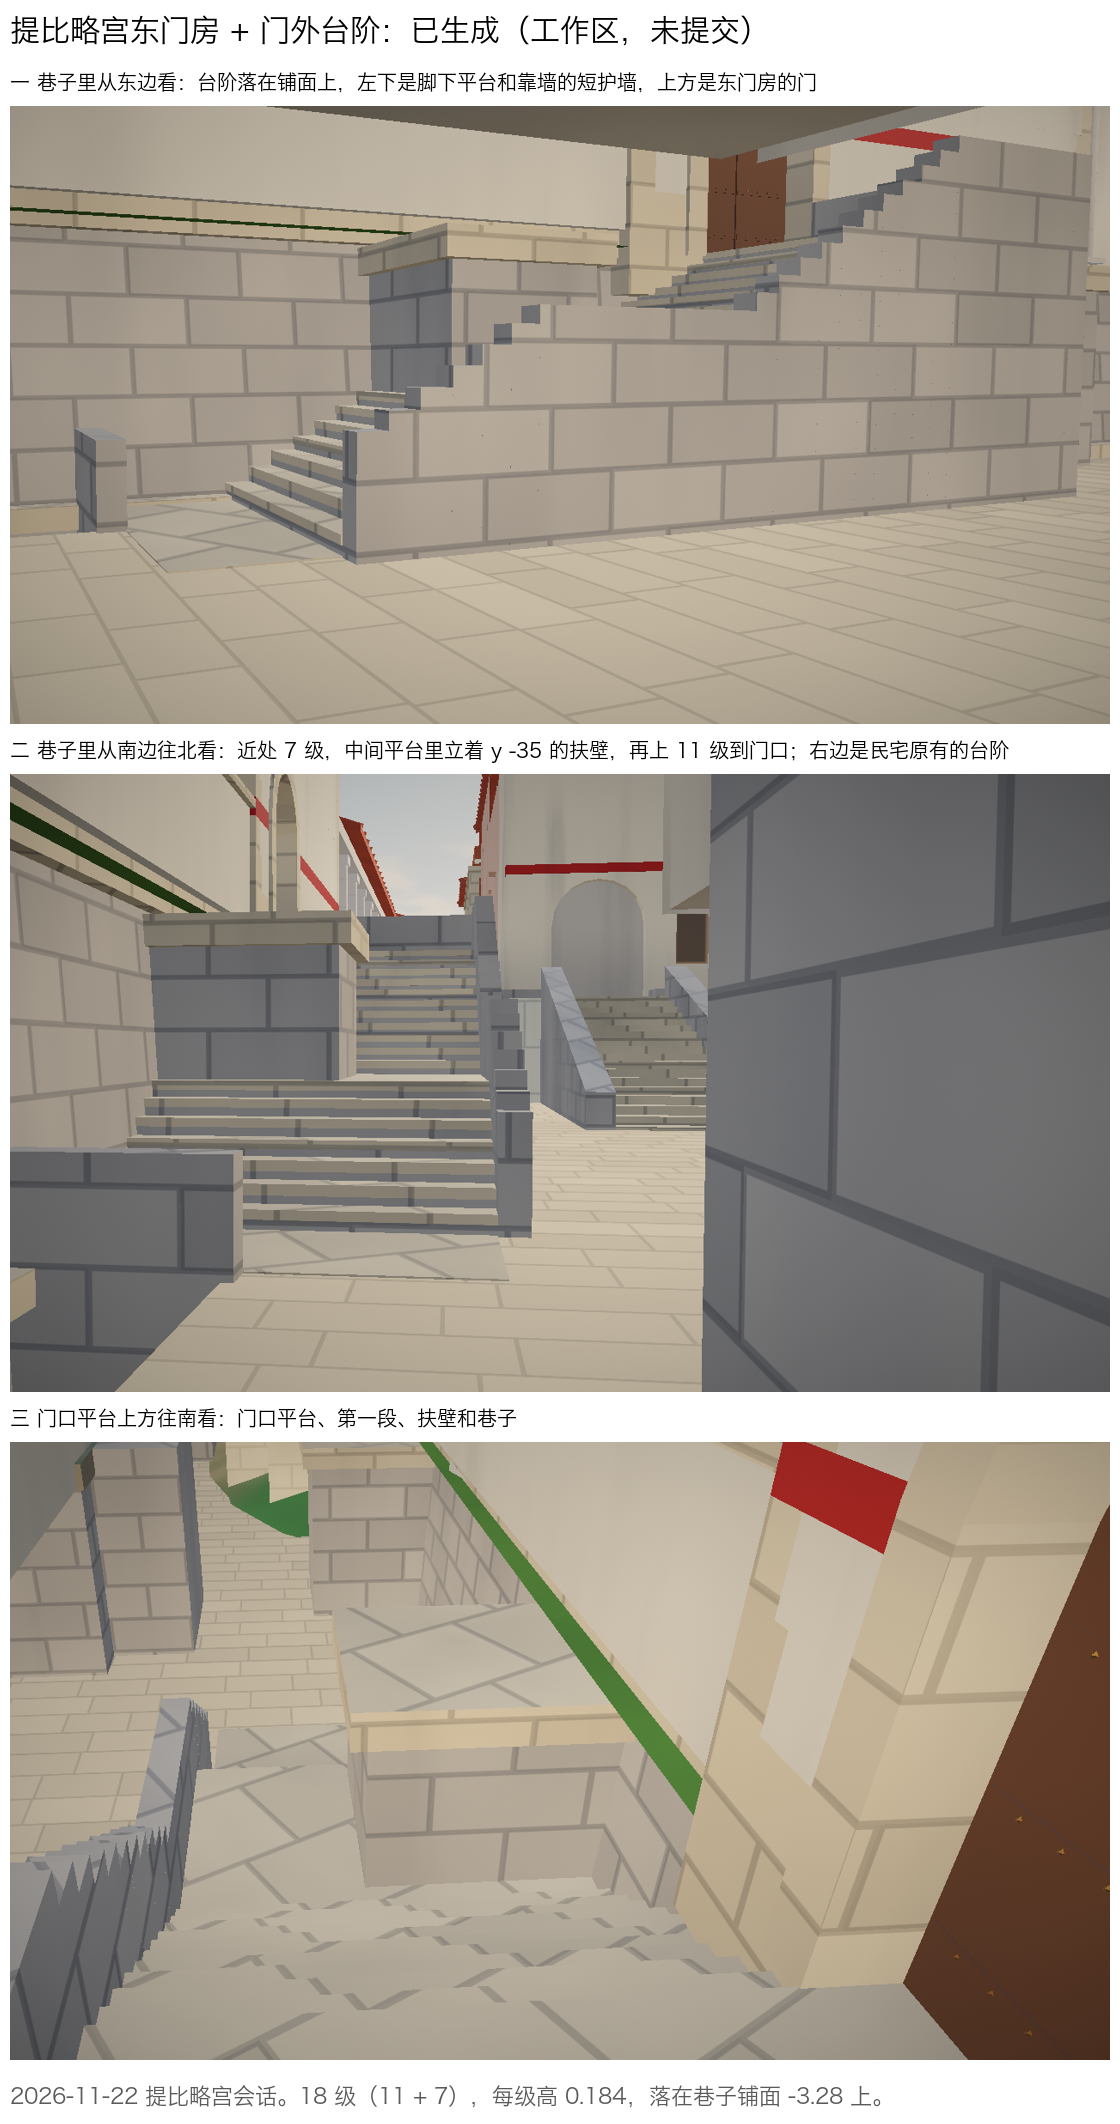 提比略宫东门房 + 门外台阶：已生成（工作区，未提交）
一 巷子里从东边看：台阶落在铺面上，左下是脚下平台和靠墙的短护墙，上方是东门房的门
二 巷子里从南边往北看：近处 7 级，中间平台里立着 y -35 的扶壁，再上 11 级到门口；右边是民宅原有的台阶
三 门口平台上方往南看：门口平台、第一段、扶壁和巷子
2026-11-22 提比略宫会话。18 级（11 + 7），每级高 0.184，落在巷子铺面 -3.28 上。